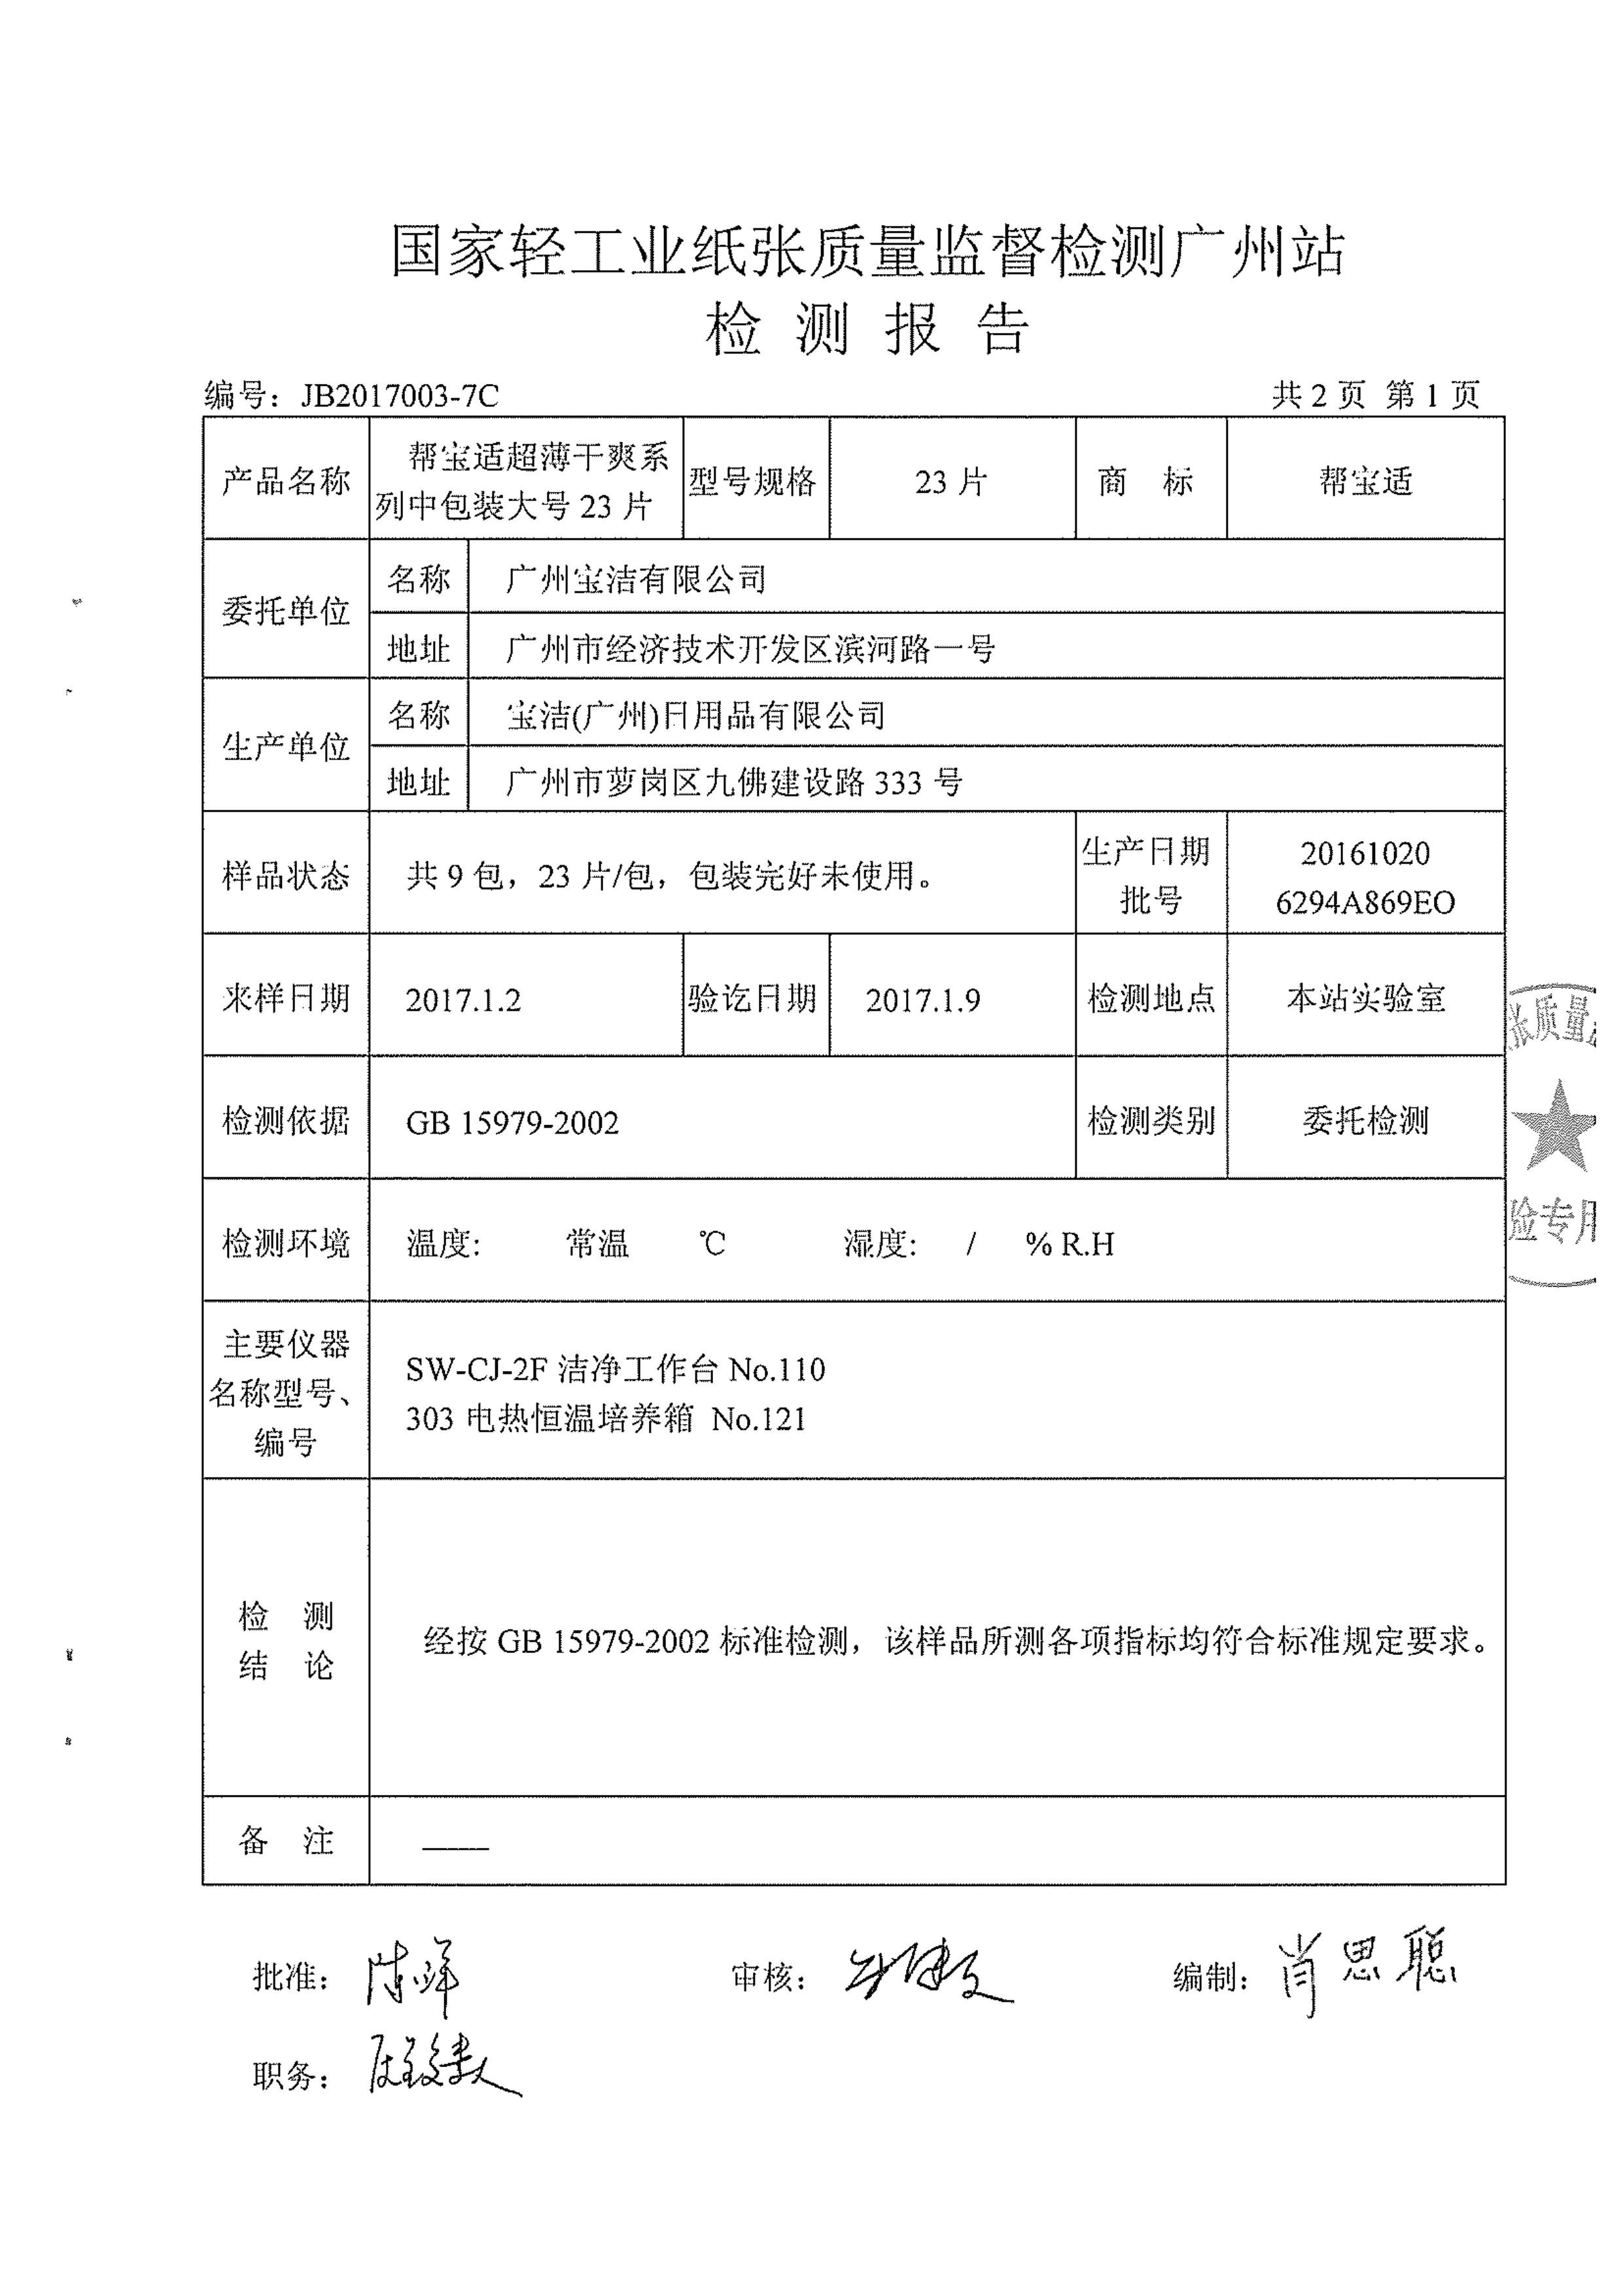 国家轻工业纸张质量监督检测广州站
检 测 报 告
编号：JB2017003-7C 共 2 页 第 1 页
产品名称 帮宝适超薄干爽系列中包装大号 23 片 型号规格 23 片 商 标 帮宝适
委托单位 名称 广州宝洁有限公司
地址 广州市经济技术开发区滨河路一号
生产单位 名称 宝洁(广州)日用品有限公司
地址 广州市萝岗区九佛建设路 333 号
样品状态 共 9 包，23 片/包，包装完好未使用。 生产日期 20161020
批号 6294A869EO
来样日期 2017.1.2 验讫日期 2017.1.9 检测地点 本站实验室
检测依据 GB 15979-2002 检测类别 委托检测
检测环境 温度: 常温 ℃ 湿度: / % R.H
主要仪器名称型号、编号 SW-CJ-2F 洁净工作台 No.110
303 电热恒温培养箱 No.121
检 测
结 论 经按 GB 15979-2002 标准检测，该样品所测各项指标均符合标准规定要求。
备 注 ——
张质量
验专用
批准： 审核： 编制: 肖思聪
职务：